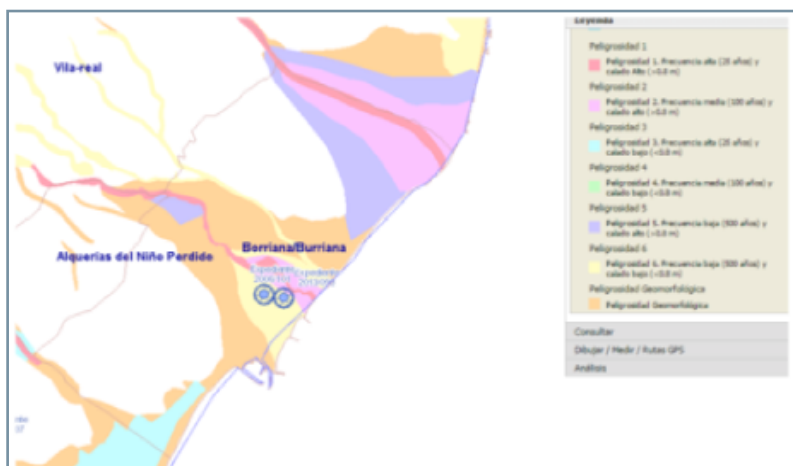 Vila-real
Alquerías del Niño Perdide
Borriana/Burriana
Expediente
Expediente
Leyenda
Peligrosidad 1
Peligrosidad 1. Frecuencia alta (25 años) y
calado Alto (>0.8 m)
Peligrosidad 2
Peligrosidad 2. Frecuencia media (100 años) y
calado alto (>0.8 m)
Peligrosidad 3
Peligrosidad 3. Frecuencia alta (25 años) y
calado bajo (<0.8 m)
Peligrosidad 4
Peligrosidad 4. Frecuencia media (100 años) y
calado bajo (<0.8 m)
Peligrosidad 5
Peligrosidad 5. Frecuencia baja (500 años) y
calado alto (>0.8 m)
Peligrosidad 6
Peligrosidad 6. Frecuencia baja (500 años) y
calado bajo (<0.8 m)
Peligrosidad Geomorfológica
Peligrosidad Geomorfológica
Consultar
Dibujar / Medir / Rutas GPS
Análisis